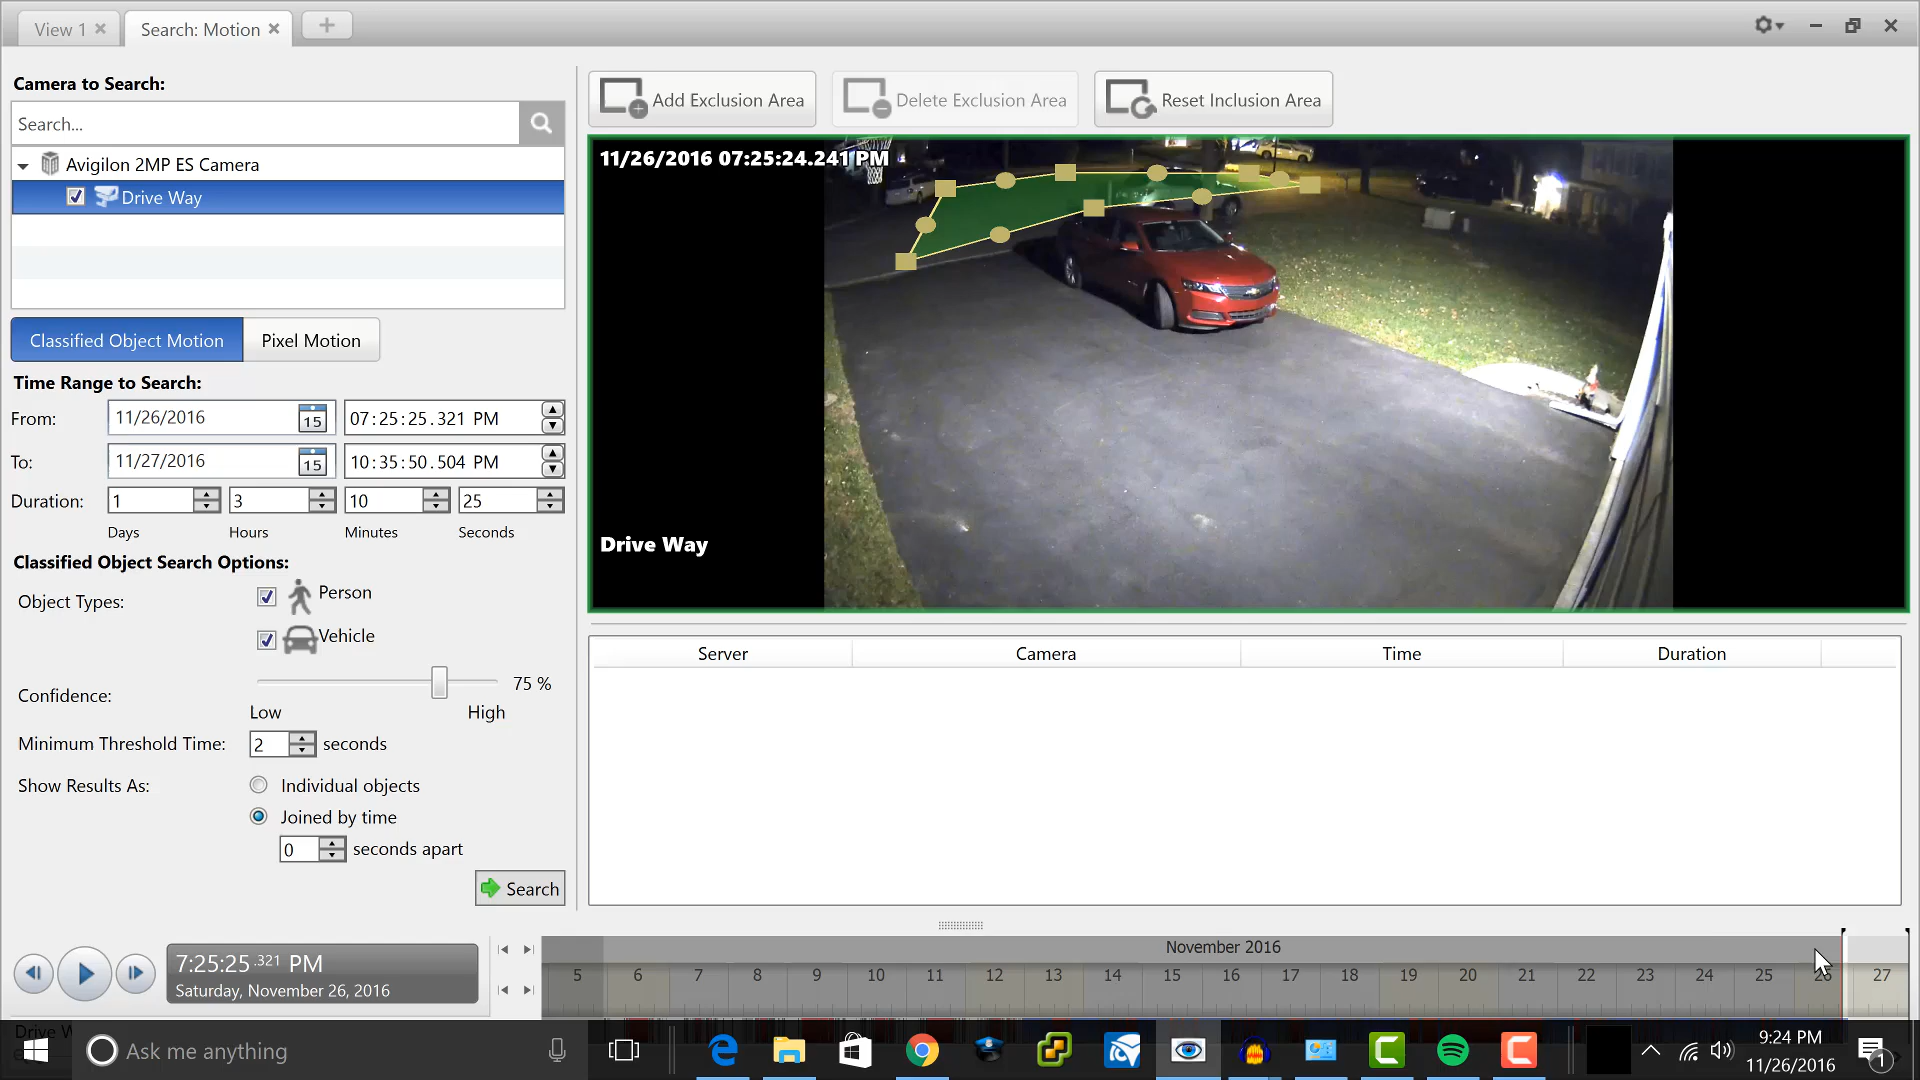 View 1
Search: Motion
Camera to Search:
Search...
Avigilon 2MP ES Camera
Drive Way
Classified Object Motion
Pixel Motion
Time Range to Search:
From: 11/26/2016 15 07:25:25.321 PM
To: 11/27/2016 15 10:35:50.504 PM
Duration: 1 3 10 25
Days Hours Minutes Seconds
Classified Object Search Options:
Object Types: Person
Vehicle
Confidence: 75 %
Low High
Minimum Threshold Time: 2 seconds
Show Results As: Individual objects
Joined by time
0 seconds apart
Search
Add Exclusion Area
Delete Exclusion Area
Reset Inclusion Area
11/26/2016 07:25:24.241 PM
Drive Way
Server Camera Time Duration
7:25:25.321 PM
Saturday, November 26, 2016
November 2016
5 6 7 8 9 10 11 12 13 14 15 16 17 18 19 20 21 22 23 24 25 26 27
Drive W
Ask me anything
9:24 PM
11/26/2016
1